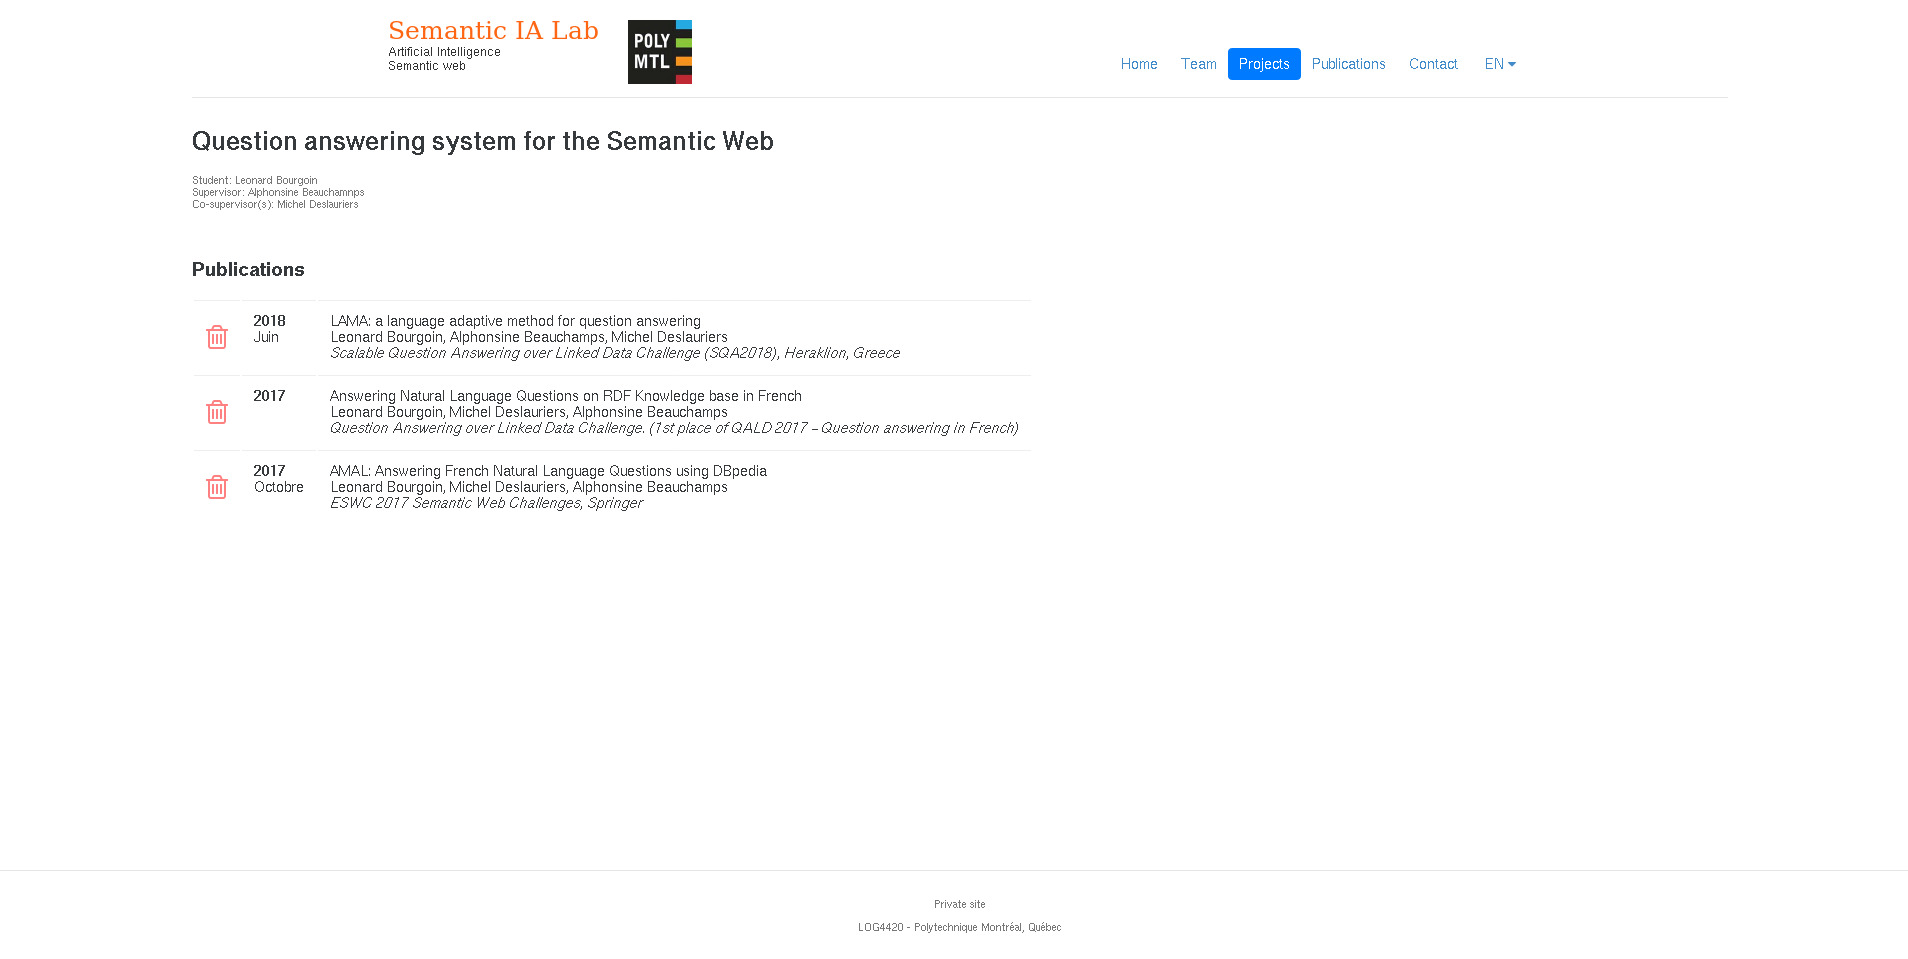 Semantic IA Lab
Artificial Intelligence
Semantic web
POLY
MTL
Home Team Projects Publications Contact EN
Question answering system for the Semantic Web
Student: Leonard Bourgoin
Supervisor: Alphonsine Beauchamnps
Co-supervisor(s): Michel Deslauriers
Publications
2018
Juin
LAMA: a language adaptive method for question answering
Leonard Bourgoin, Alphonsine Beauchamps, Michel Deslauriers
Scalable Question Answering over Linked Data Challenge (SQA2018), Heraklion, Greece
2017
Answering Natural Language Questions on RDF Knowledge base in French
Leonard Bourgoin, Michel Deslauriers, Alphonsine Beauchamps
Question Answering over Linked Data Challenge. (1st place of QALD 2017 – Question answering in French)
2017
Octobre
AMAL: Answering French Natural Language Questions using DBpedia
Leonard Bourgoin, Michel Deslauriers, Alphonsine Beauchamps
ESWC 2017 Semantic Web Challenges, Springer
Private site
LOG4420 - Polytechnique Montréal, Québec